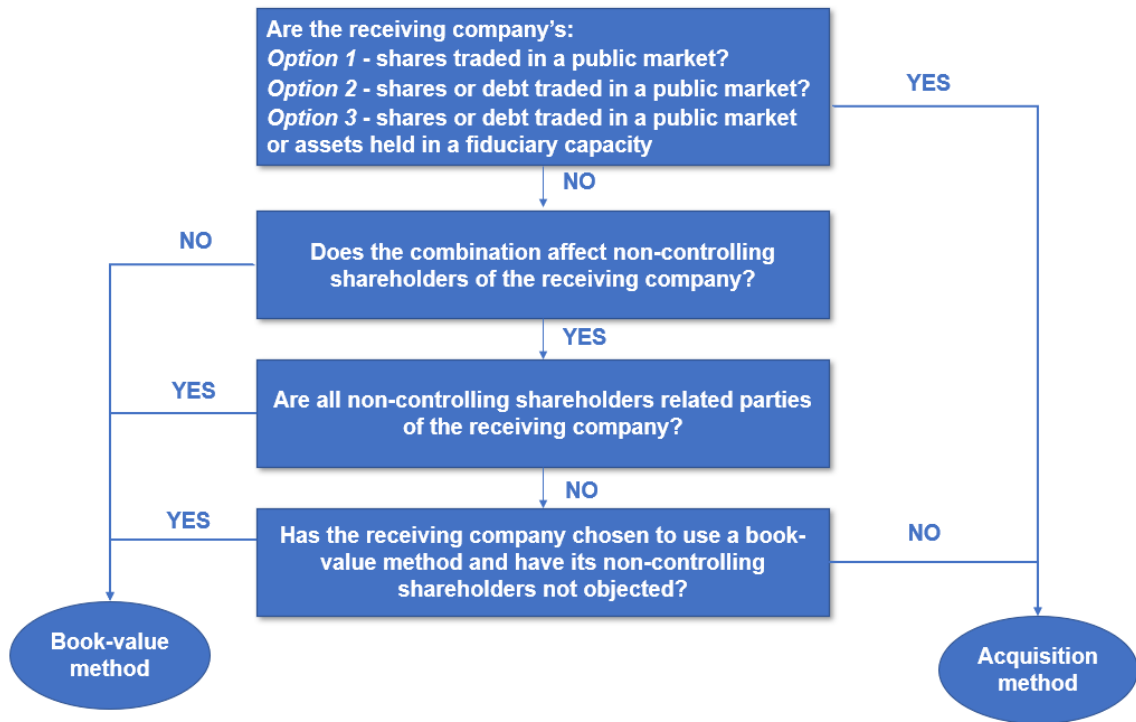 Are the receiving company’s:
Option 1 - shares traded in a public market?
Option 2 - shares or debt traded in a public market?
Option 3 - shares or debt traded in a public market
or assets held in a fiduciary capacity
YES
NO
NO
Does the combination affect non-controlling
shareholders of the receiving company?
YES
YES
Are all non-controlling shareholders related parties
of the receiving company?
NO
YES
Has the receiving company chosen to use a book-
value method and have its non-controlling
shareholders not objected?
NO
Book-value
method
Acquisition
method